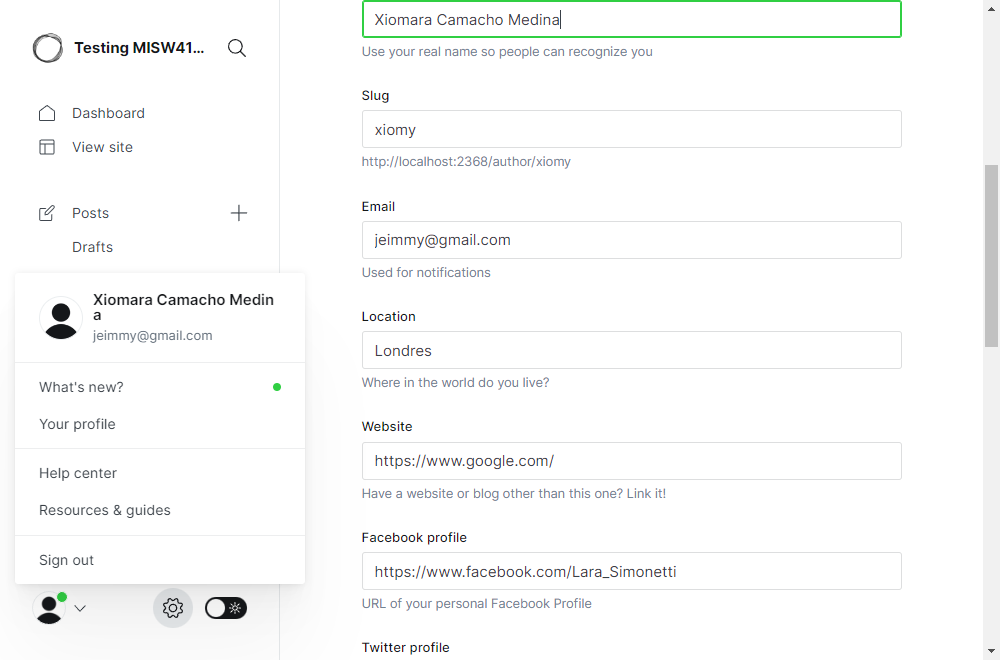 Testing MISW41...
Dashboard
View site
Posts
Drafts
Xiomara Camacho Medin
a
jeimmy@gmail.com
What's new?
Your profile
Help center
Resources & guides
Sign out
Xiomara Camacho Medina
Use your real name so people can recognize you
Slug
xiomy
http://localhost:2368/author/xiomy
Email
jeimmy@gmail.com
Used for notifications
Location
Londres
Where in the world do you live?
Website
https://www.google.com/
Have a website or blog other than this one? Link it!
Facebook profile
https://www.facebook.com/Lara_Simonetti
URL of your personal Facebook Profile
Twitter profile